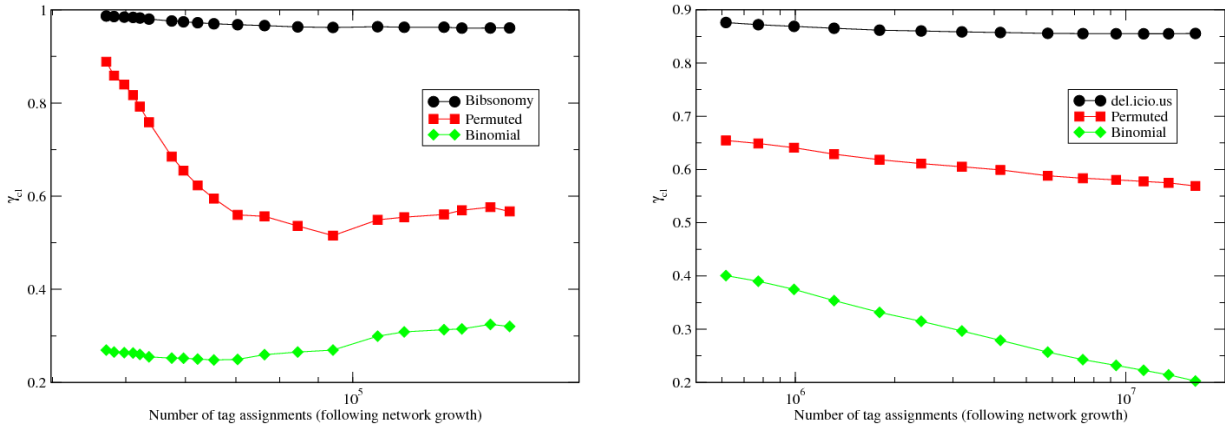 1
0.8
0.6
0.4
0.2
γcl
10^5
Number of tag assignments (following network growth)
Bibsonomy
Permuted
Binomial
0.9
0.8
0.7
0.6
0.5
0.4
0.3
0.2
γcl
10^6
10^7
Number of tag assignments (following network growth)
del.icio.us
Permuted
Binomial